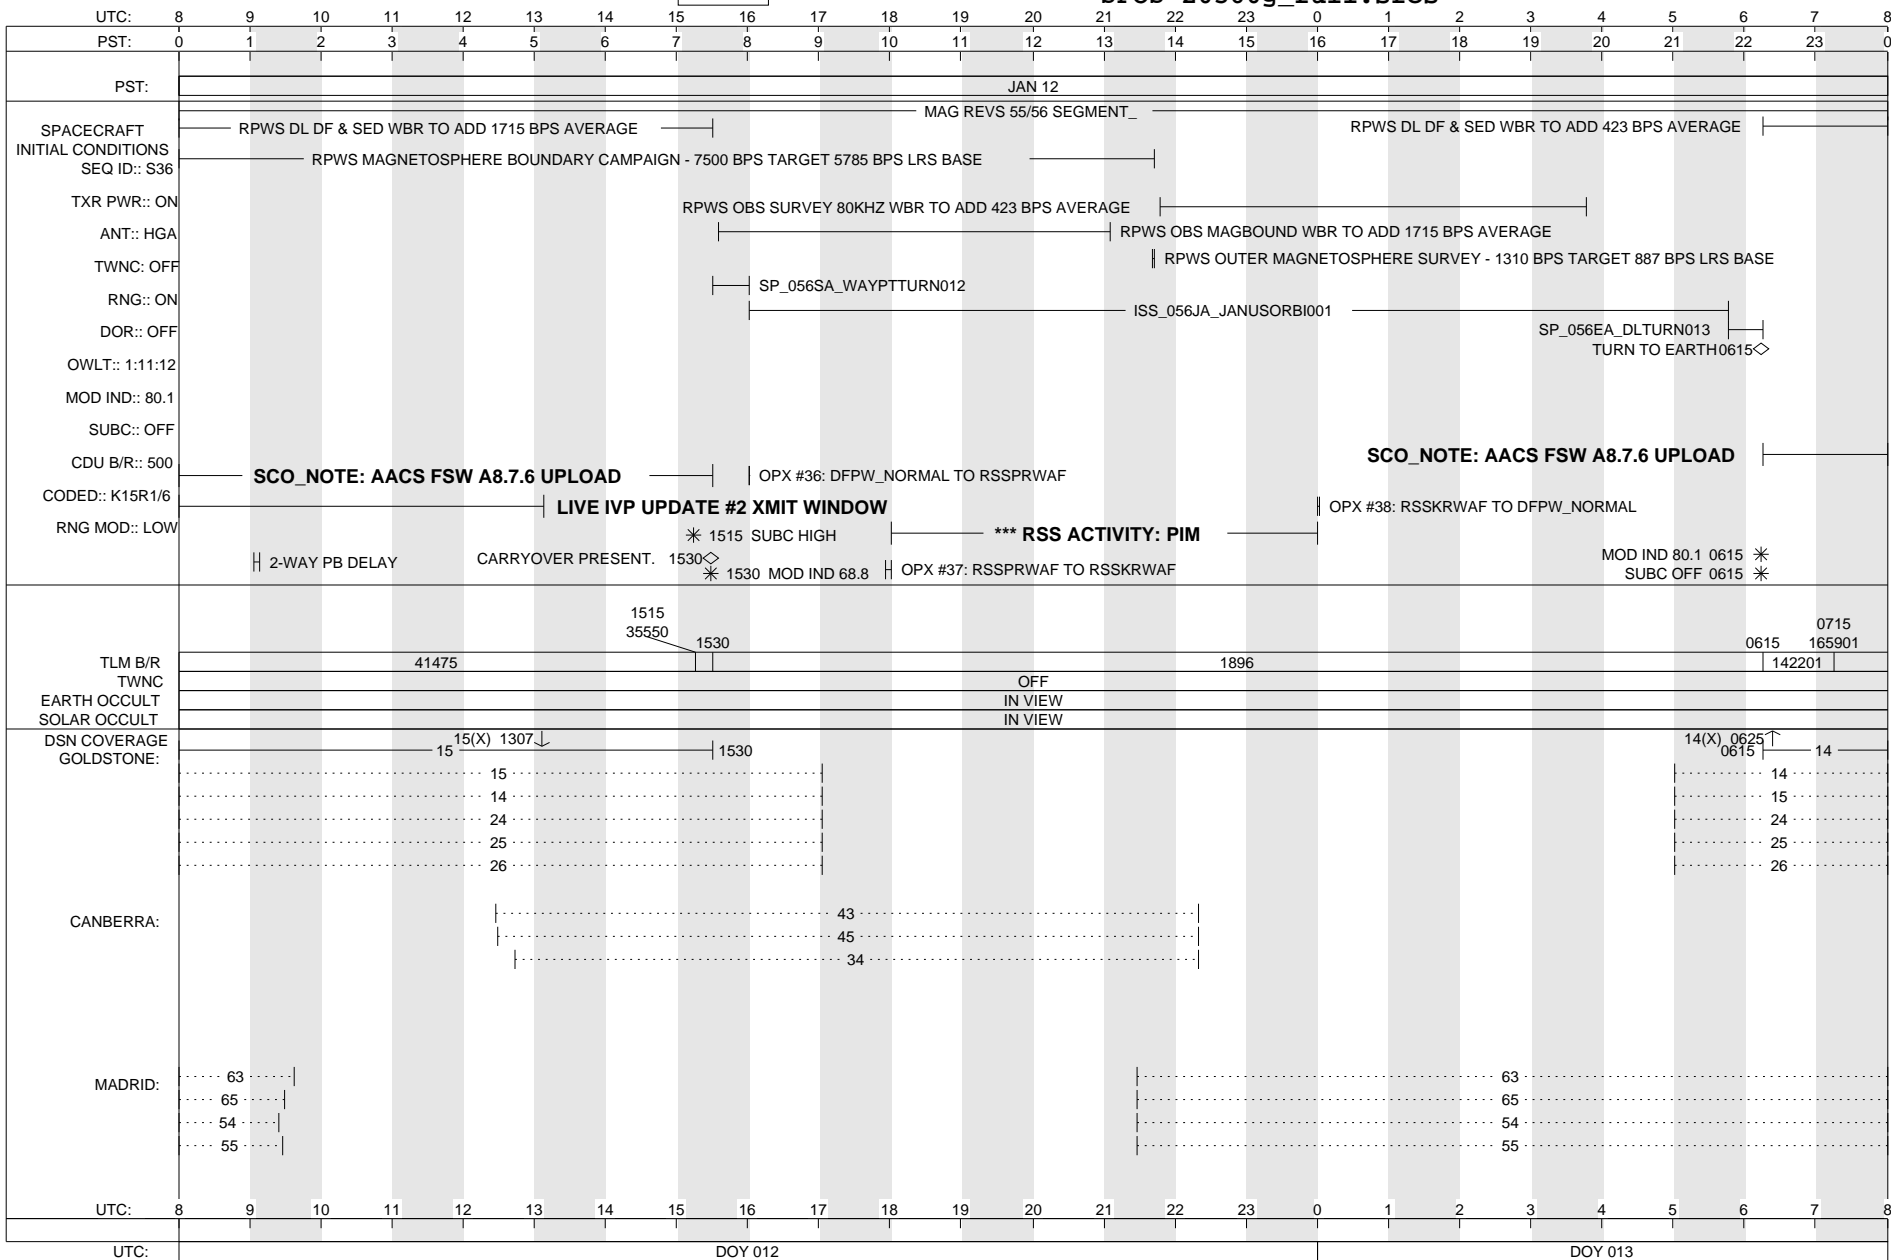 UTC: 8 9 10 11 12 13 14 15 16 17 18 19 20 21 22 23 0 1 2 3 4 5 6 7 8
PST: 0 1 2 3 4 5 6 7 8 9 10 11 12 13 14 15 16 17 18 19 20 21 22 23 0
PST: JAN 12
MAG REVS 55/56 SEGMENT_
SPACECRAFT
INITIAL CONDITIONS
SEQ ID:: S36
TXR PWR:: ON
ANT:: HGA
TWNC: OFF
RNG:: ON
DOR:: OFF
OWLT:: 1:11:12
MOD IND:: 80.1
SUBC:: OFF
CDU B/R:: 500
CODED:: K15R1/6
RNG MOD:: LOW
RPWS DL DF & SED WBR TO ADD 1715 BPS AVERAGE
RPWS DL DF & SED WBR TO ADD 423 BPS AVERAGE
RPWS MAGNETOSPHERE BOUNDARY CAMPAIGN - 7500 BPS TARGET 5785 BPS LRS BASE
RPWS OBS SURVEY 80KHZ WBR TO ADD 423 BPS AVERAGE
RPWS OBS MAGBOUND WBR TO ADD 1715 BPS AVERAGE
RPWS OUTER MAGNETOSPHERE SURVEY - 1310 BPS TARGET 887 BPS LRS BASE
SP_056SA_WAYPTTURN012
ISS_056JA_JANUSORBI001
SP_056EA_DLTURN013
TURN TO EARTH 0615
SCO_NOTE: AACS FSW A8.7.6 UPLOAD
SCO_NOTE: AACS FSW A8.7.6 UPLOAD
OPX #36: DFPW_NORMAL TO RSSPRWAF
LIVE IVP UPDATE #2 XMIT WINDOW
OPX #38: RSSKRWAF TO DFPW_NORMAL
1515 SUBC HIGH
*** RSS ACTIVITY: PIM
2-WAY PB DELAY
CARRYOVER PRESENT. 1530
MOD IND 80.1 0615
1530 MOD IND 68.8
OPX #37: RSSPRWAF TO RSSKRWAF
SUBC OFF 0615
1515
35550
1530
0615
0715
165901
TLM B/R 41475 1896 142201
TWNC OFF
EARTH OCCULT IN VIEW
SOLAR OCCULT IN VIEW
DSN COVERAGE
GOLDSTONE:
15(X) 1307
15 1530
14(X) 0625
0615 14
15 14
14 15
24 24
25 25
26 26
CANBERRA:
43
45
34
MADRID:
63 63
65 65
54 54
55 55
UTC: 8 9 10 11 12 13 14 15 16 17 18 19 20 21 22 23 0 1 2 3 4 5 6 7 8
UTC: DOY 012 DOY 013